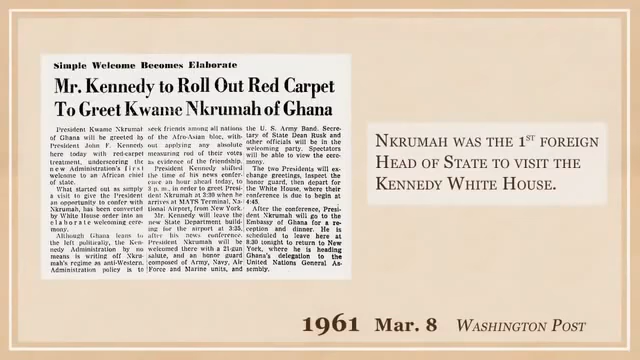 Simple Welcome Becomes Elaborate
Mr. Kennedy to Roll Out Red Carpet
To Greet Kwame Nkrumah of Ghana
President Kwame Nkrumah
of Ghana will be greeted by
President John F. Kennedy
here today with red-carpet
treatment, underscoring the
new Administration's first
welcome to an African chief
of state.
What started out as simply
a visit to give the President
an opportunity to confer with
Nkrumah, has been converted
by White House order into an
elaborate welcoming cere-
mony.
Although Ghana leans to
the left politically, the Ken-
nedy Administration by no
means is writing off Nkru-
mah's regime as anti-Western.
Administration policy is to
seek friends among all nations
of the Afro-Asian bloc, with-
out applying any absolute
measuring rod of their votes
as evidence of the friendship.
President Kennedy shifted
the time of his news confer-
ence an hour ahead today, to
3 p. m., in order to greet Presi-
dent Nkrumah at 3:39 when he
arrives at MATS Terminal, Na-
tional Airport, from New York.
Mr. Kennedy will leave the
new State Department build-
ing for the airport at 3:35,
after his news conference.
President Nkrumah will be
welcomed there with a 21-gun
salute, and an honor guard
composed of Army, Navy, Air
Force and Marine units, and
the U. S. Army Band. Secre-
tary of State Dean Rusk and
other officials will be in the
welcoming party. Spectators
will be able to view the cere-
mony.
The two Presidents will ex-
change greetings, inspect the
honor guard, then depart for
the White House, where their
conference is due to begin at
4:45.
After the conference, Presi-
dent Nkrumah will go to the
Embassy of Ghana for a re-
ception and dinner. He is
scheduled to leave here at
8:30 tonight to return to New
York, where he is heading
Ghana's delegation to the
United Nations General As-
sembly.
Nkrumah was the 1st foreign
Head of State to visit the
Kennedy White House.
1961 Mar. 8 Washington Post